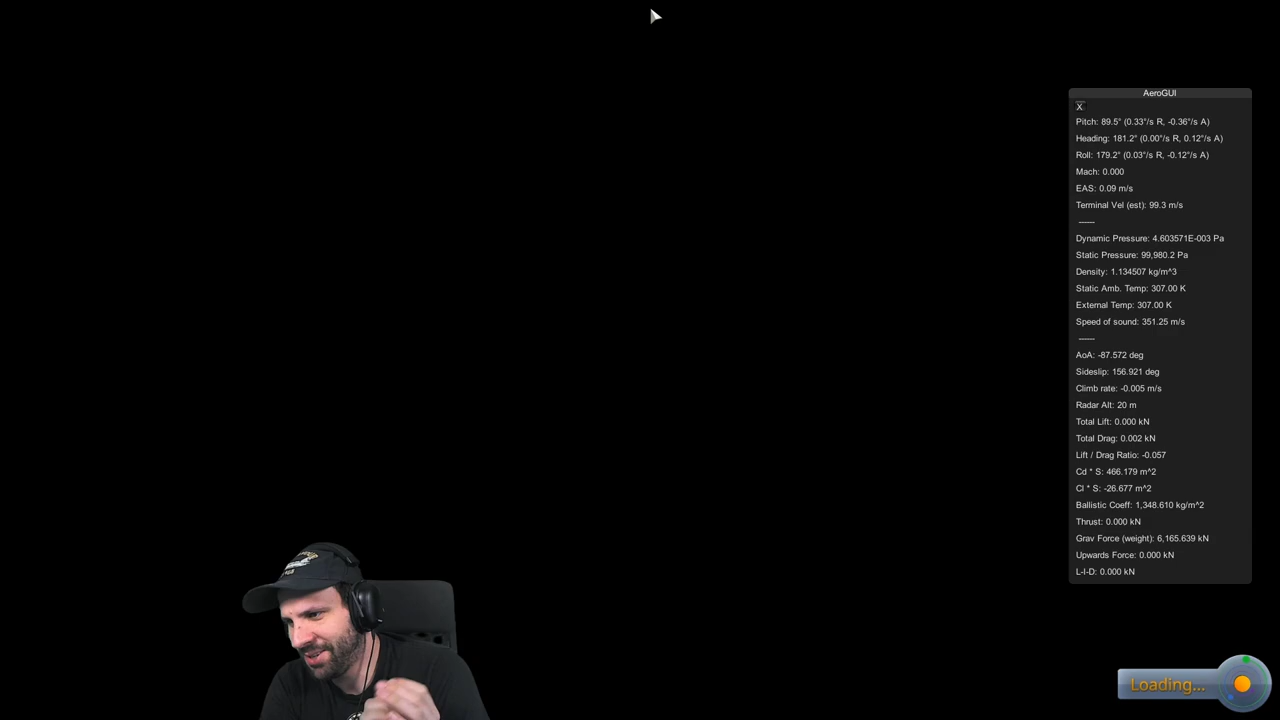 AeroGUI
X
Pitch: 89.5° (0.33°/s R, -0.36°/s A)
Heading: 181.2° (0.00°/s R, 0.12°/s A)
Roll: 179.2° (0.03°/s R, -0.12°/s A)
Mach: 0.000
EAS: 0.09 m/s
Terminal Vel (est): 99.3 m/s
-------
Dynamic Pressure: 4.603571E-003 Pa
Static Pressure: 99,980.2 Pa
Density: 1.134507 kg/m^3
Static Amb. Temp: 307.00 K
External Temp: 307.00 K
Speed of sound: 351.25 m/s
-------
AoA: -87.572 deg
Sideslip: 156.921 deg
Climb rate: -0.005 m/s
Radar Alt: 20 m
Total Lift: 0.000 kN
Total Drag: 0.002 kN
Lift / Drag Ratio: -0.057
Cd * S: 466.179 m^2
Cl * S: -26.677 m^2
Ballistic Coeff: 1,348.610 kg/m^2
Thrust: 0.000 kN
Grav Force (weight): 6,165.639 kN
Upwards Force: 0.000 kN
L-I-D: 0.000 kN
Loading...